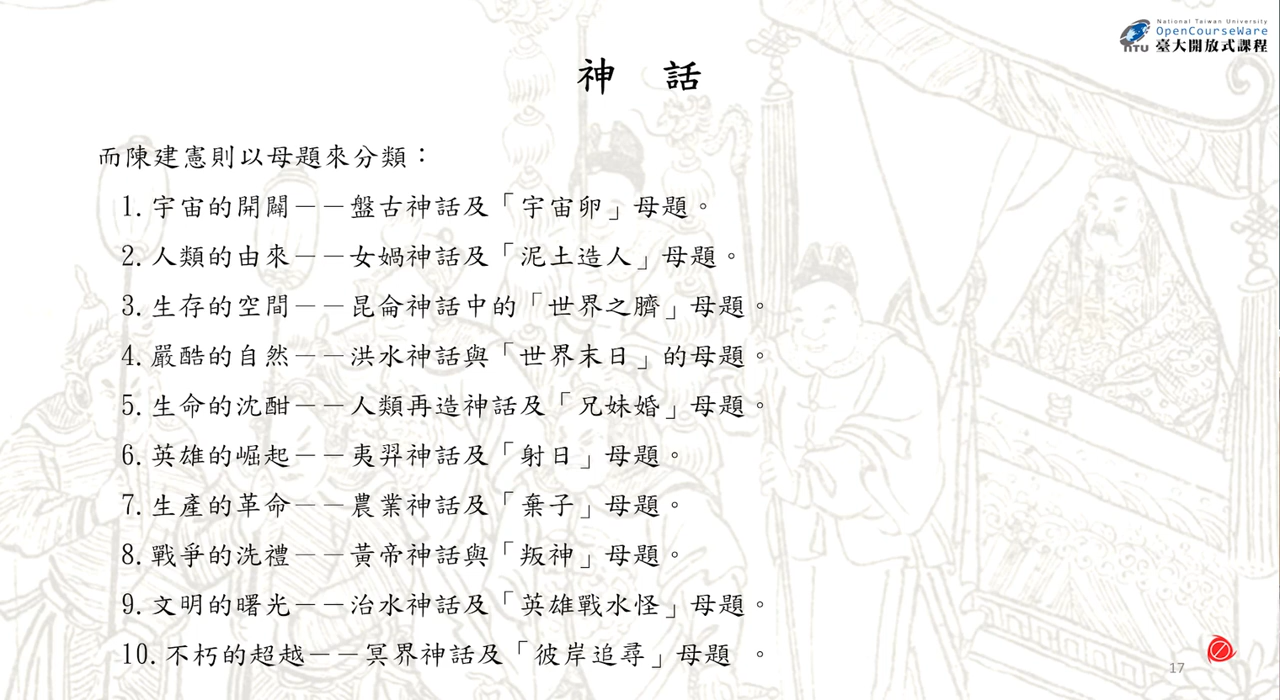 National Taiwan University
OpenCourseWare
NTU 臺大開放式課程
神 話
而陳建憲則以母題來分類：
1. 宇宙的開闢——盤古神話及「宇宙卵」母題。
2. 人類的由來——女媧神話及「泥土造人」母題。
3. 生存的空間——昆侖神話中的「世界之臍」母題。
4. 嚴酷的自然——洪水神話與「世界末日」的母題。
5. 生命的沈酣——人類再造神話及「兄妹婚」母題。
6. 英雄的崛起——夷羿神話及「射日」母題。
7. 生產的革命——農業神話及「棄子」母題。
8. 戰爭的洗禮——黃帝神話與「叛神」母題。
9. 文明的曙光——治水神話及「英雄戰水怪」母題。
10. 不朽的超越——冥界神話及「彼岸追尋」母題 。
17